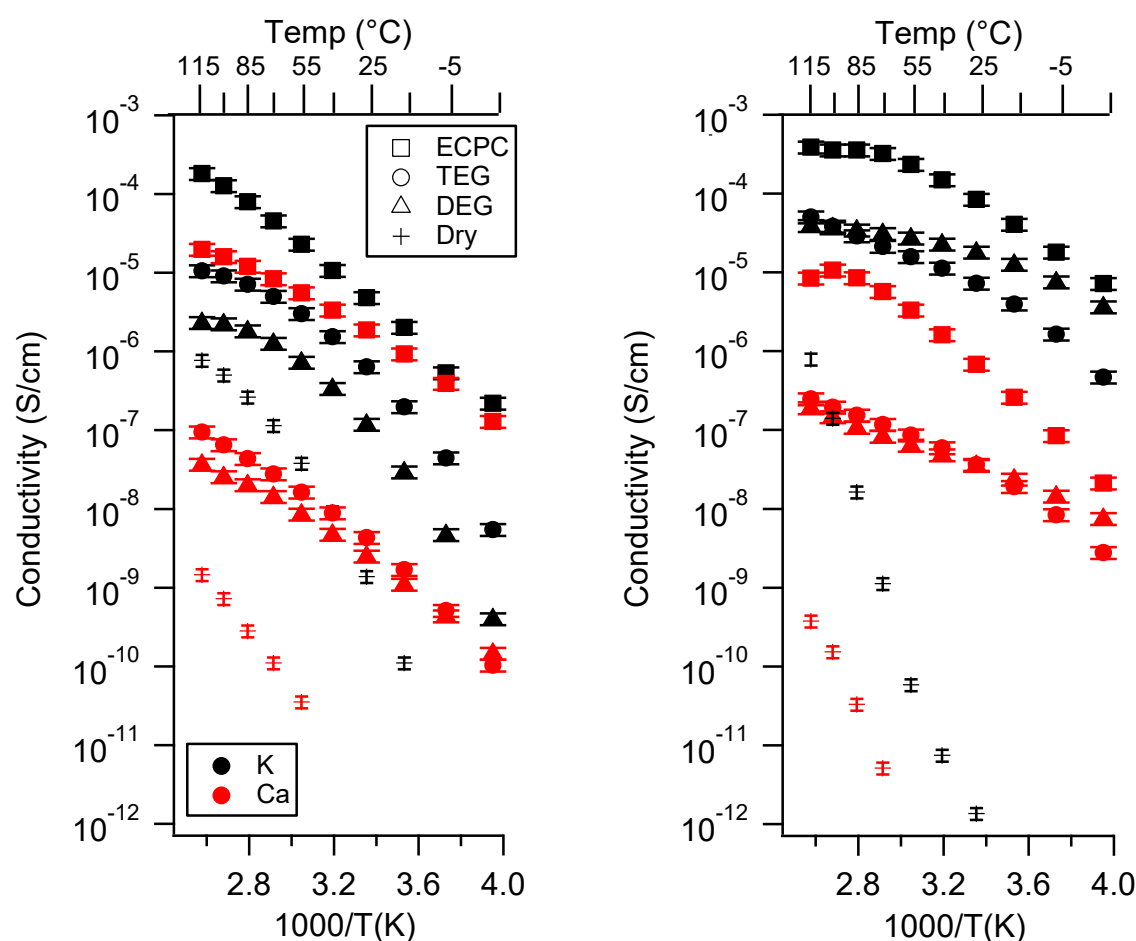 Temp (°C)
115 85 55 25 -5
10-3
10-4
10-5
10-6
10-7
10-8
10-9
10-10
10-11
10-12
Conductivity (S/cm)
ECPC
TEG
DEG
Dry
K
Ca
2.8 3.2 3.6 4.0
1000/T(K)
Temp (°C)
115 85 55 25 -5
10-3
10-4
10-5
10-6
10-7
10-8
10-9
10-10
10-11
10-12
Conductivity (S/cm)
2.8 3.2 3.6 4.0
1000/T(K)